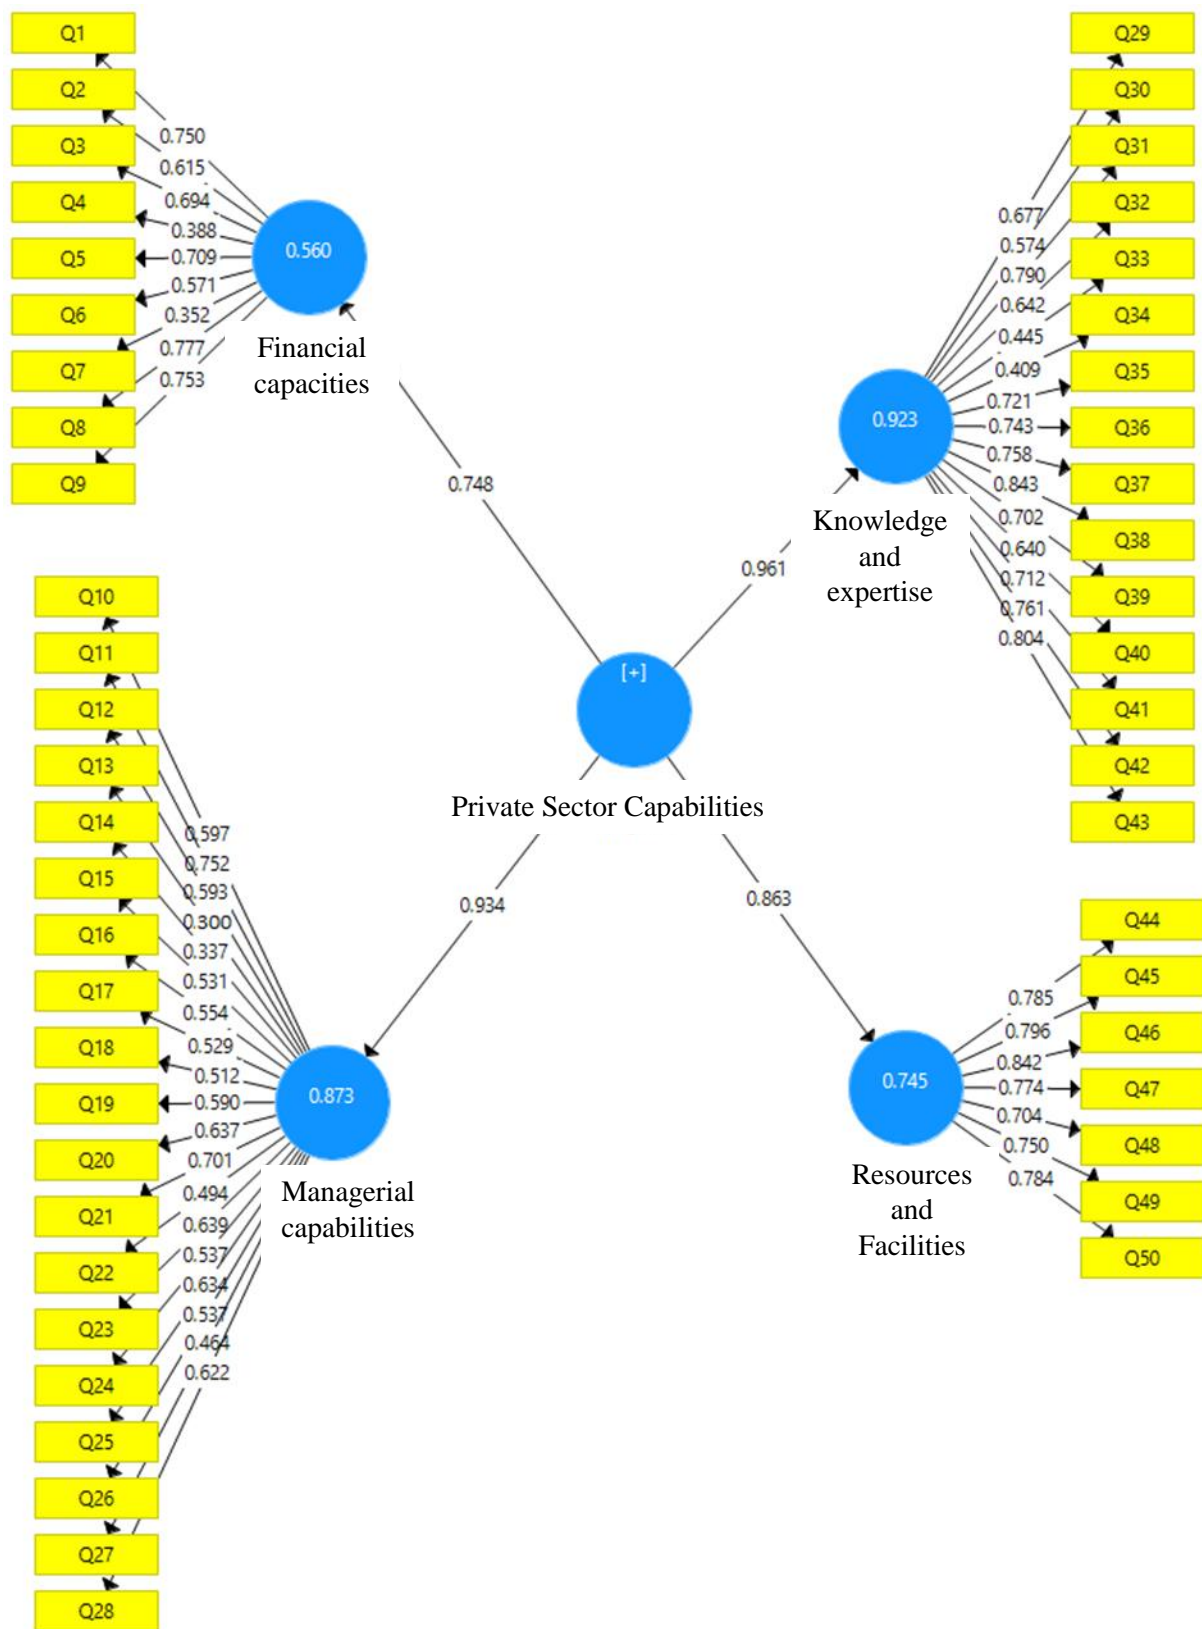 Q1
Q2
Q3
Q4
Q5
Q6
Q7
Q8
Q9
0.750
0.615
0.694
0.388
0.709
0.571
0.352
0.777
0.753
0.560
Financial
capacities
0.748
Q29
Q30
Q31
Q32
Q33
Q34
Q35
Q36
Q37
Q38
Q39
Q40
Q41
Q42
Q43
0.677
0.574
0.790
0.642
0.445
0.409
0.721
0.743
0.758
0.843
0.702
0.640
0.712
0.761
0.804
0.923
Knowledge
and
expertise
0.961
[+]
Private Sector Capabilities
0.934
0.863
Q10
Q11
Q12
Q13
Q14
Q15
Q16
Q17
Q18
Q19
Q20
Q21
Q22
Q23
Q24
Q25
Q26
Q27
Q28
0.597
0.752
0.593
0.300
0.337
0.531
0.554
0.529
0.512
0.590
0.637
0.701
0.494
0.639
0.537
0.634
0.537
0.464
0.622
0.873
Managerial
capabilities
Q44
Q45
Q46
Q47
Q48
Q49
Q50
0.785
0.796
0.842
0.774
0.704
0.750
0.784
0.745
Resources
and
Facilities